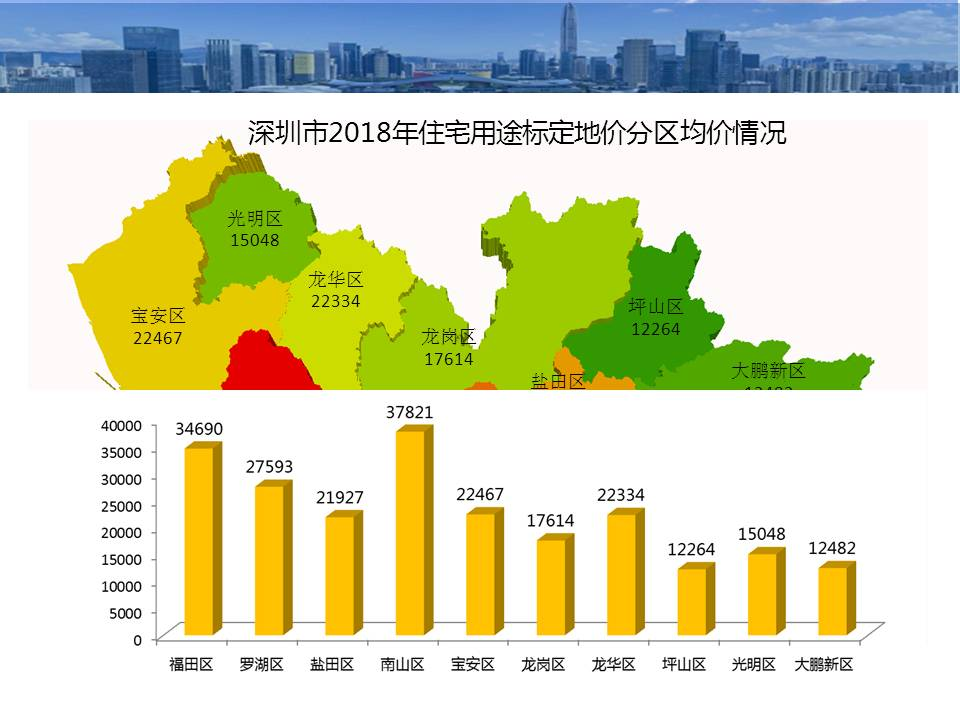 深圳市2018年住宅用途标定地价分区均价情况
光明区
15048
龙华区
22334
宝安区
22467
龙岗区
17614
坪山区
12264
大鹏新区
盐田区
40000
35000
30000
25000
20000
15000
10000
5000
0
34690
27593
21927
37821
22467
17614
22334
12264
15048
12482
福田区
罗湖区
盐田区
南山区
宝安区
龙岗区
龙华区
坪山区
光明区
大鹏新区